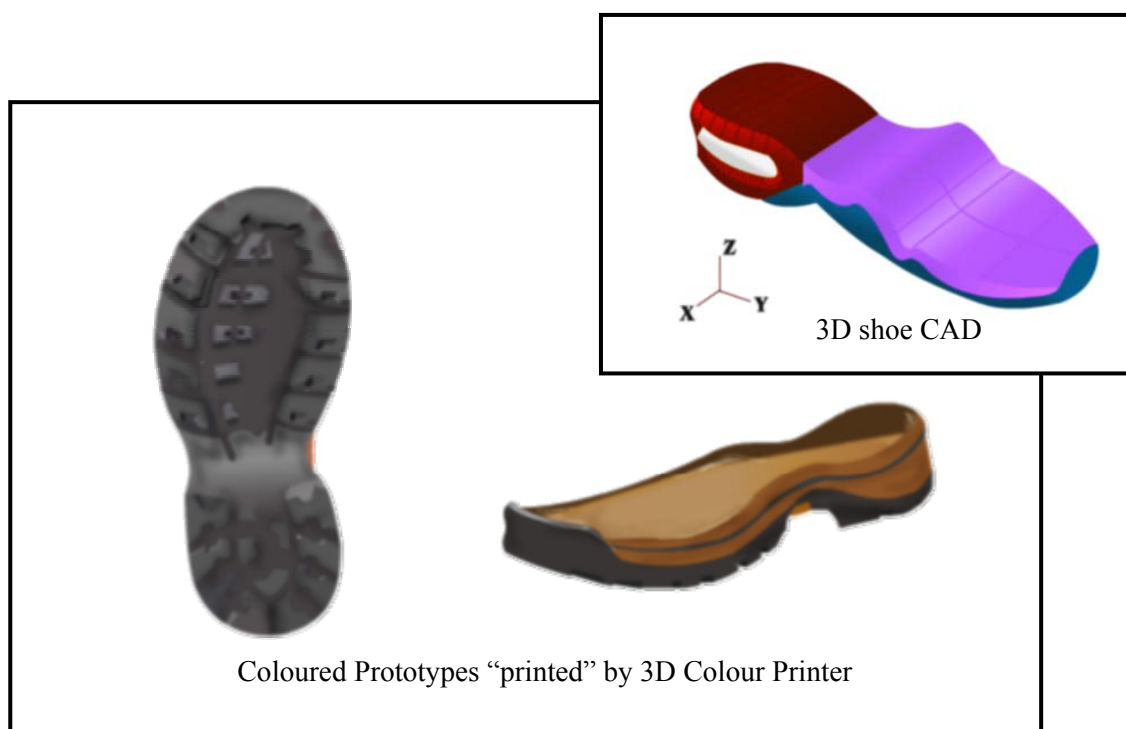 Z
X
Y
3D shoe CAD
Coloured Prototypes “printed” by 3D Colour Printer